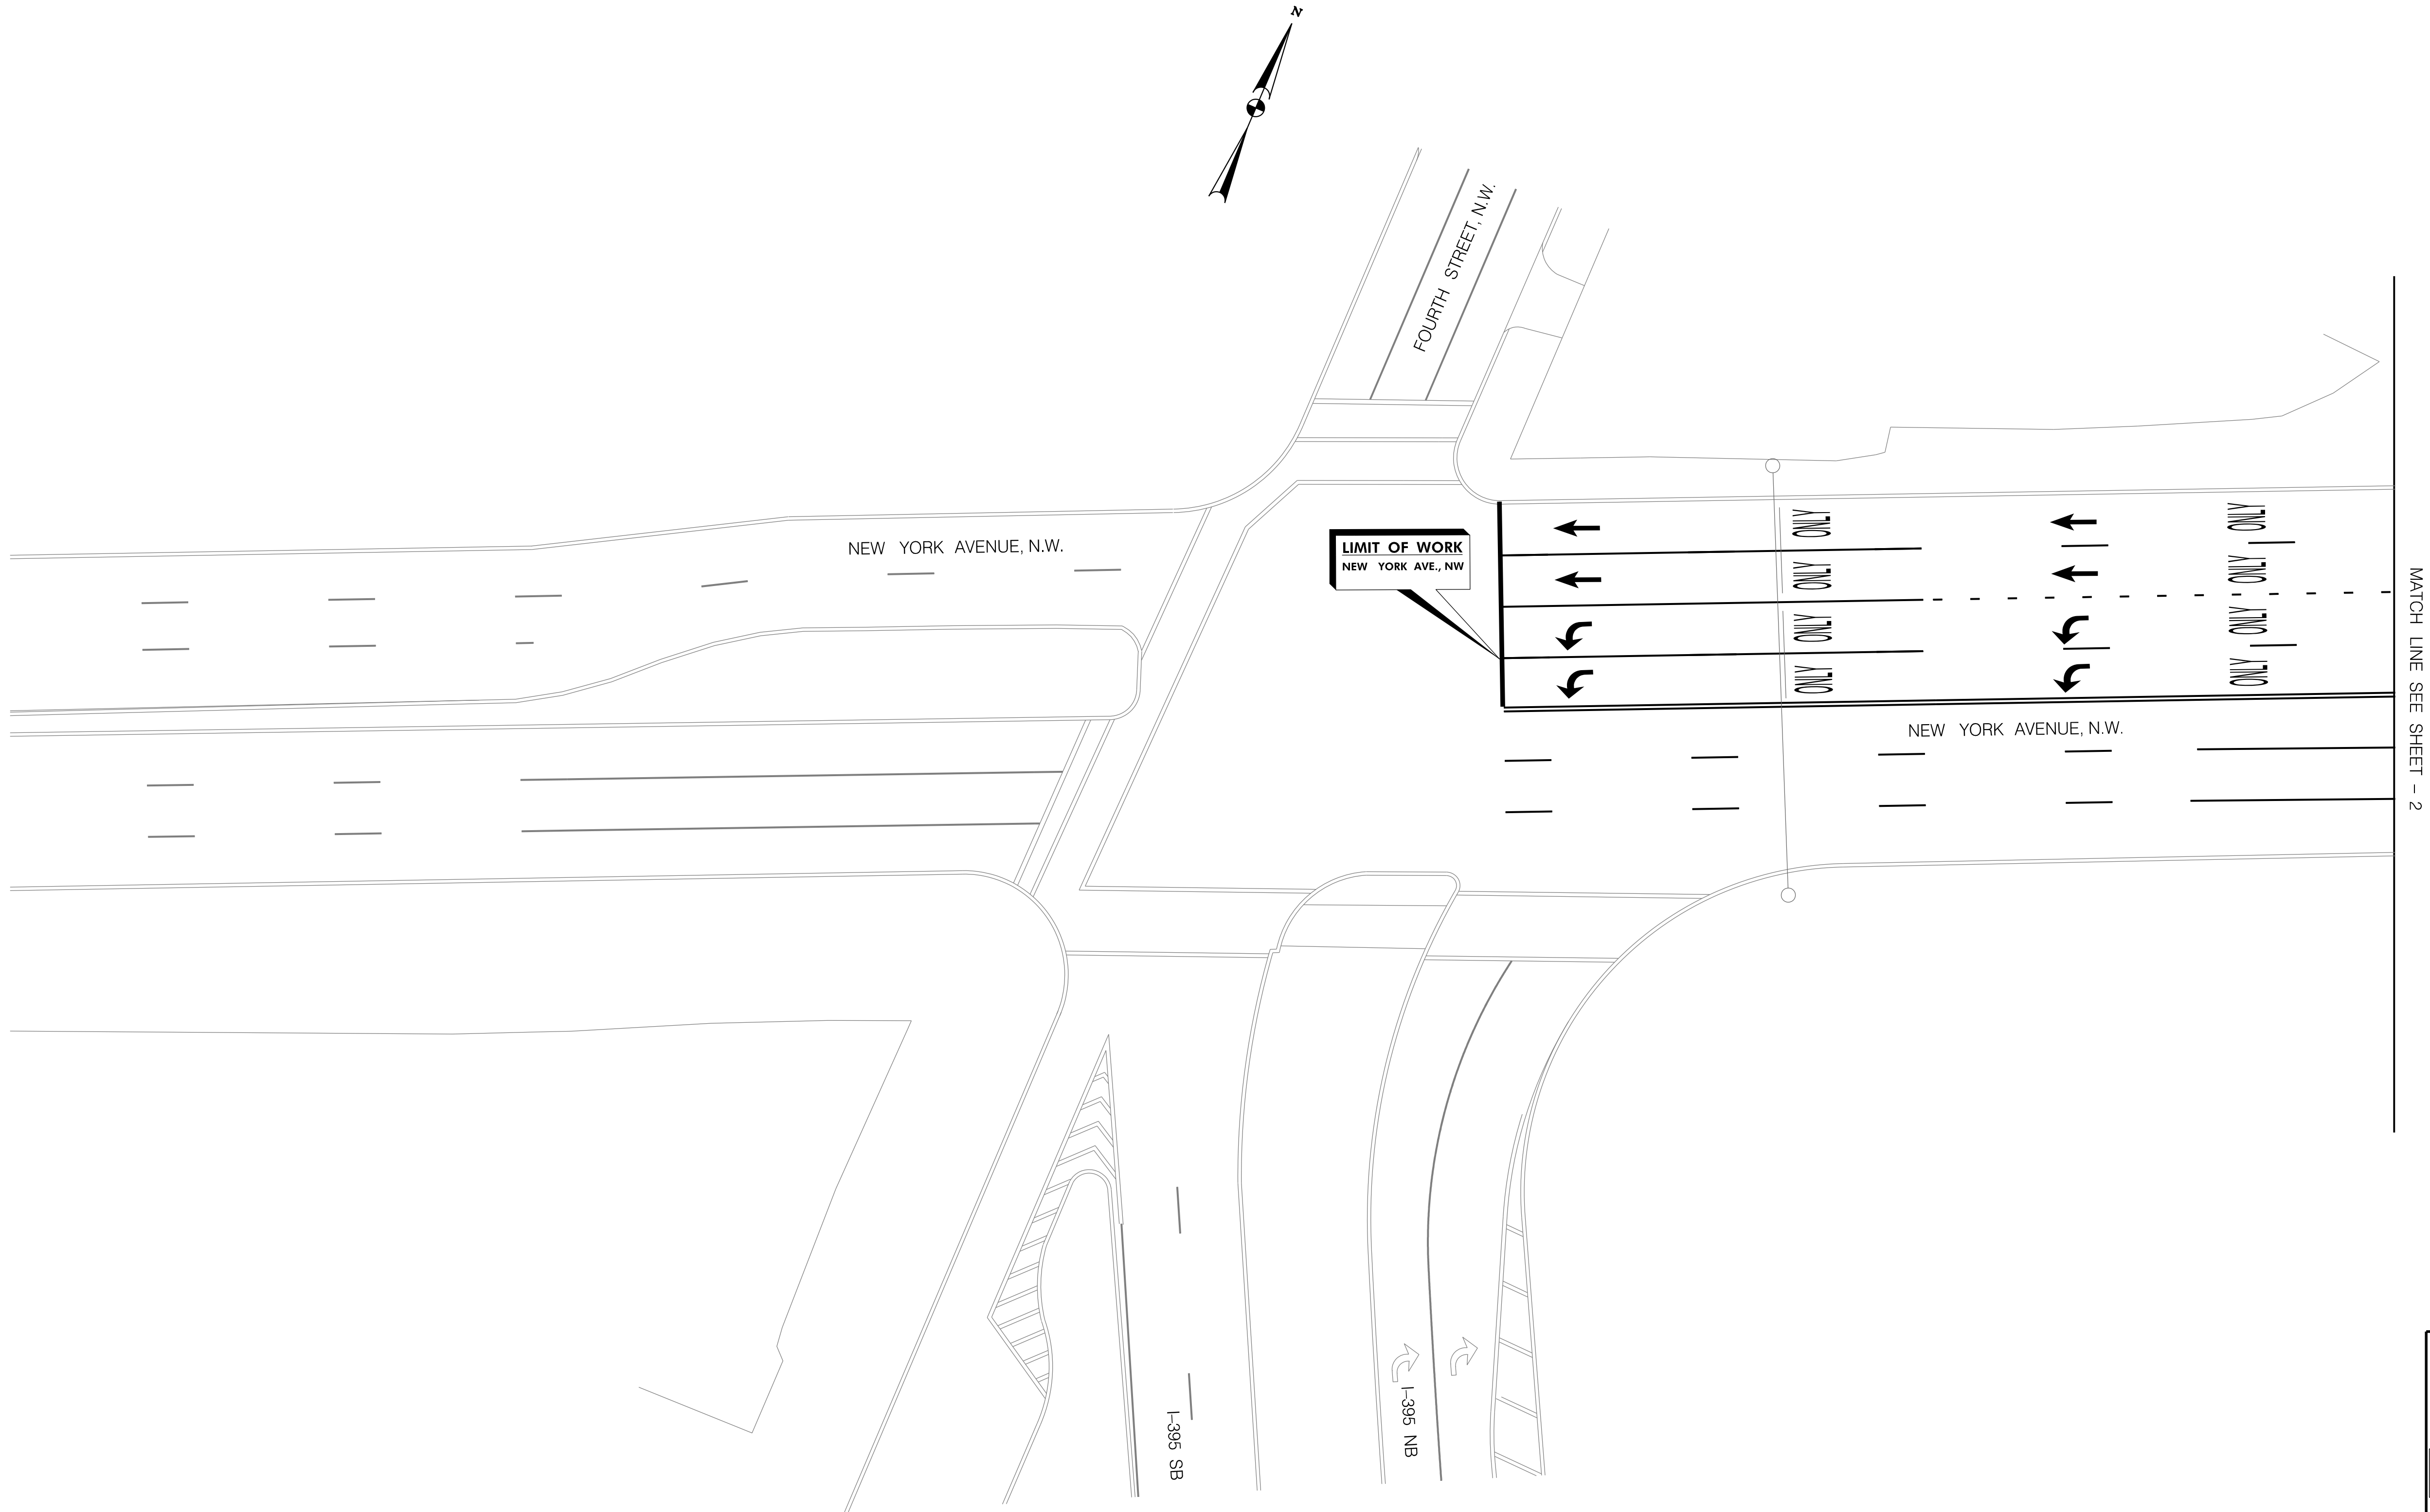 N
FOURTH STREET, N.W.
NEW YORK AVENUE, N.W.
LIMIT OF WORK
NEW YORK AVE., NW
ONLY
ONLY
ONLY
ONLY
ONLY
ONLY
ONLY
ONLY
NEW YORK AVENUE, N.W.
MATCH LINE SEE SHEET – 2
I–395 SB
I–395 NB